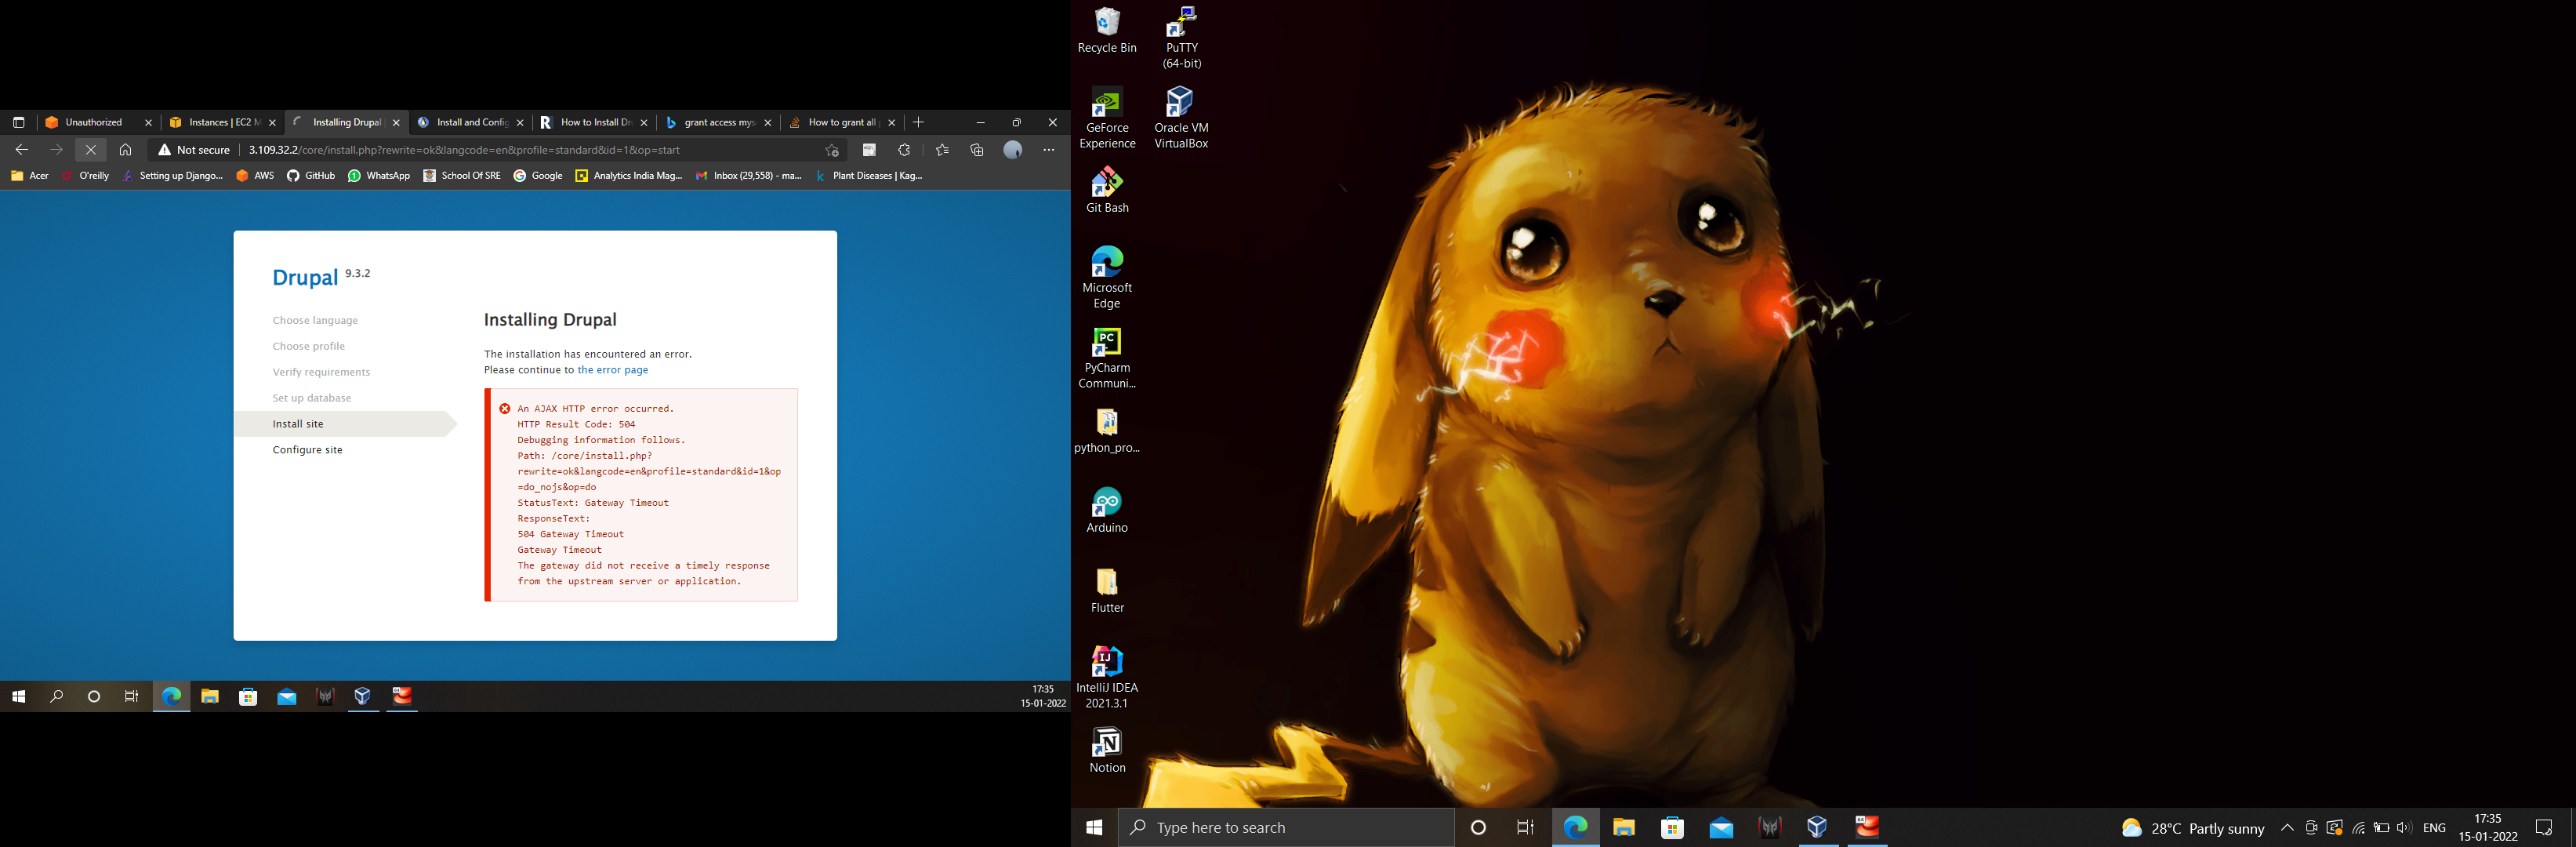 Unauthorized
Instances | EC2 M
Installing Drupal
Install and Config
How to Install Dr
grant access mys
How to grant all
Not secure
3.109.32.2/core/install.php?rewrite=ok&langcode=en&profile=standard&id=1&op=start
Acer
O'reilly
Setting up Django...
AWS
GitHub
WhatsApp
School Of SRE
Google
Analytics India Mag...
Inbox (29,558) - ma...
Plant Diseases | Kag...
Drupal 9.3.2
Choose language
Choose profile
Verify requirements
Set up database
Install site
Configure site
Installing Drupal
The installation has encountered an error.
Please continue to the error page
An AJAX HTTP error occurred.
HTTP Result Code: 504
Debugging information follows.
Path: /core/install.php?
rewrite=ok&langcode=en&profile=standard&id=1&op
=do_nojs&op=do
StatusText: Gateway Timeout
ResponseText:
504 Gateway Timeout
Gateway Timeout
The gateway did not receive a timely response
from the upstream server or application.
17:35
15-01-2022
Recycle Bin
PuTTY
(64-bit)
GeForce
Experience
Oracle VM
VirtualBox
Git Bash
Microsoft
Edge
PC
PyCharm
Communi...
python_pro...
Arduino
Flutter
IJ
IntelliJ IDEA
2021.3.1
Notion
Type here to search
28°C Partly sunny
ENG
17:35
15-01-2022